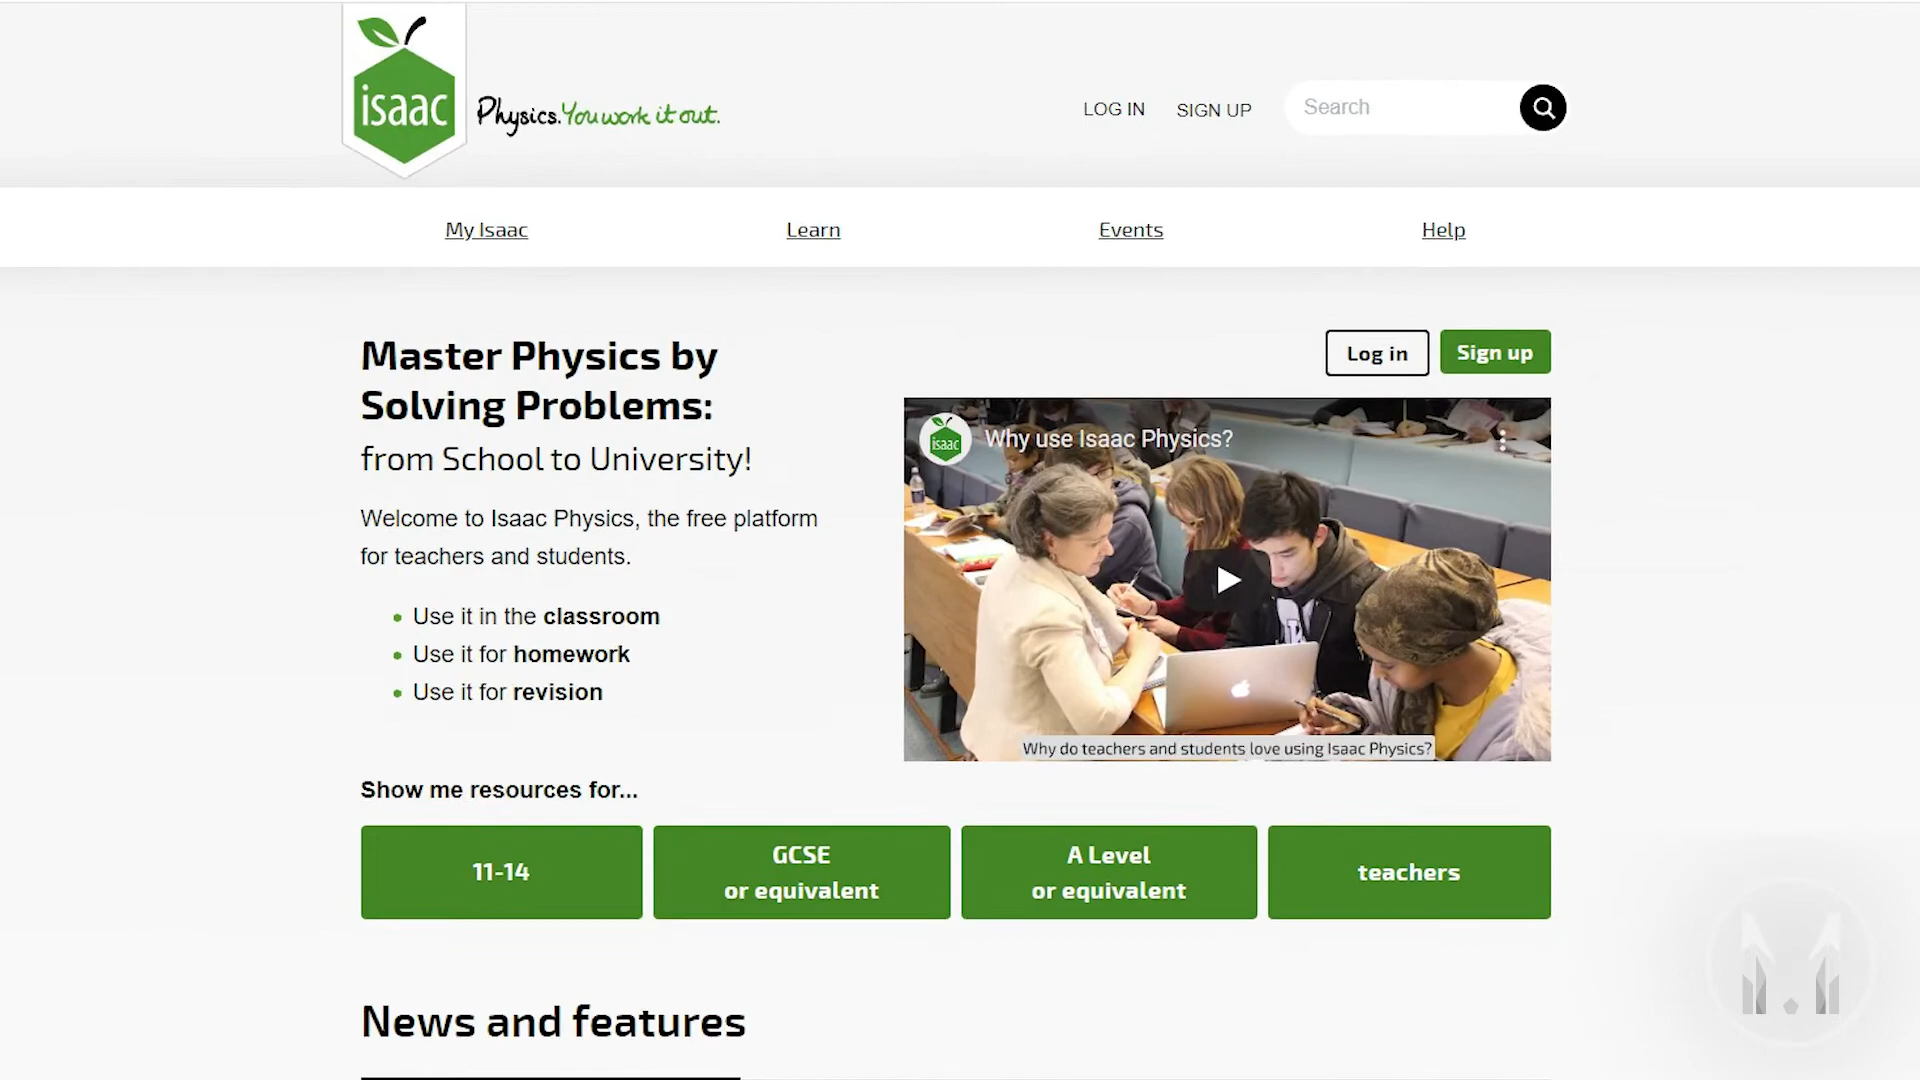 isaac
Physics. You work it out.
LOG IN
SIGN UP
Search
My Isaac
Learn
Events
Help
Master Physics by
Solving Problems:
from School to University!
Welcome to Isaac Physics, the free platform
for teachers and students.
Use it in the classroom
Use it for homework
Use it for revision
Log in
Sign up
isaac
Why use Isaac Physics?
Why do teachers and students love using Isaac Physics?
Show me resources for...
11-14
GCSE
or equivalent
A Level
or equivalent
teachers
News and features